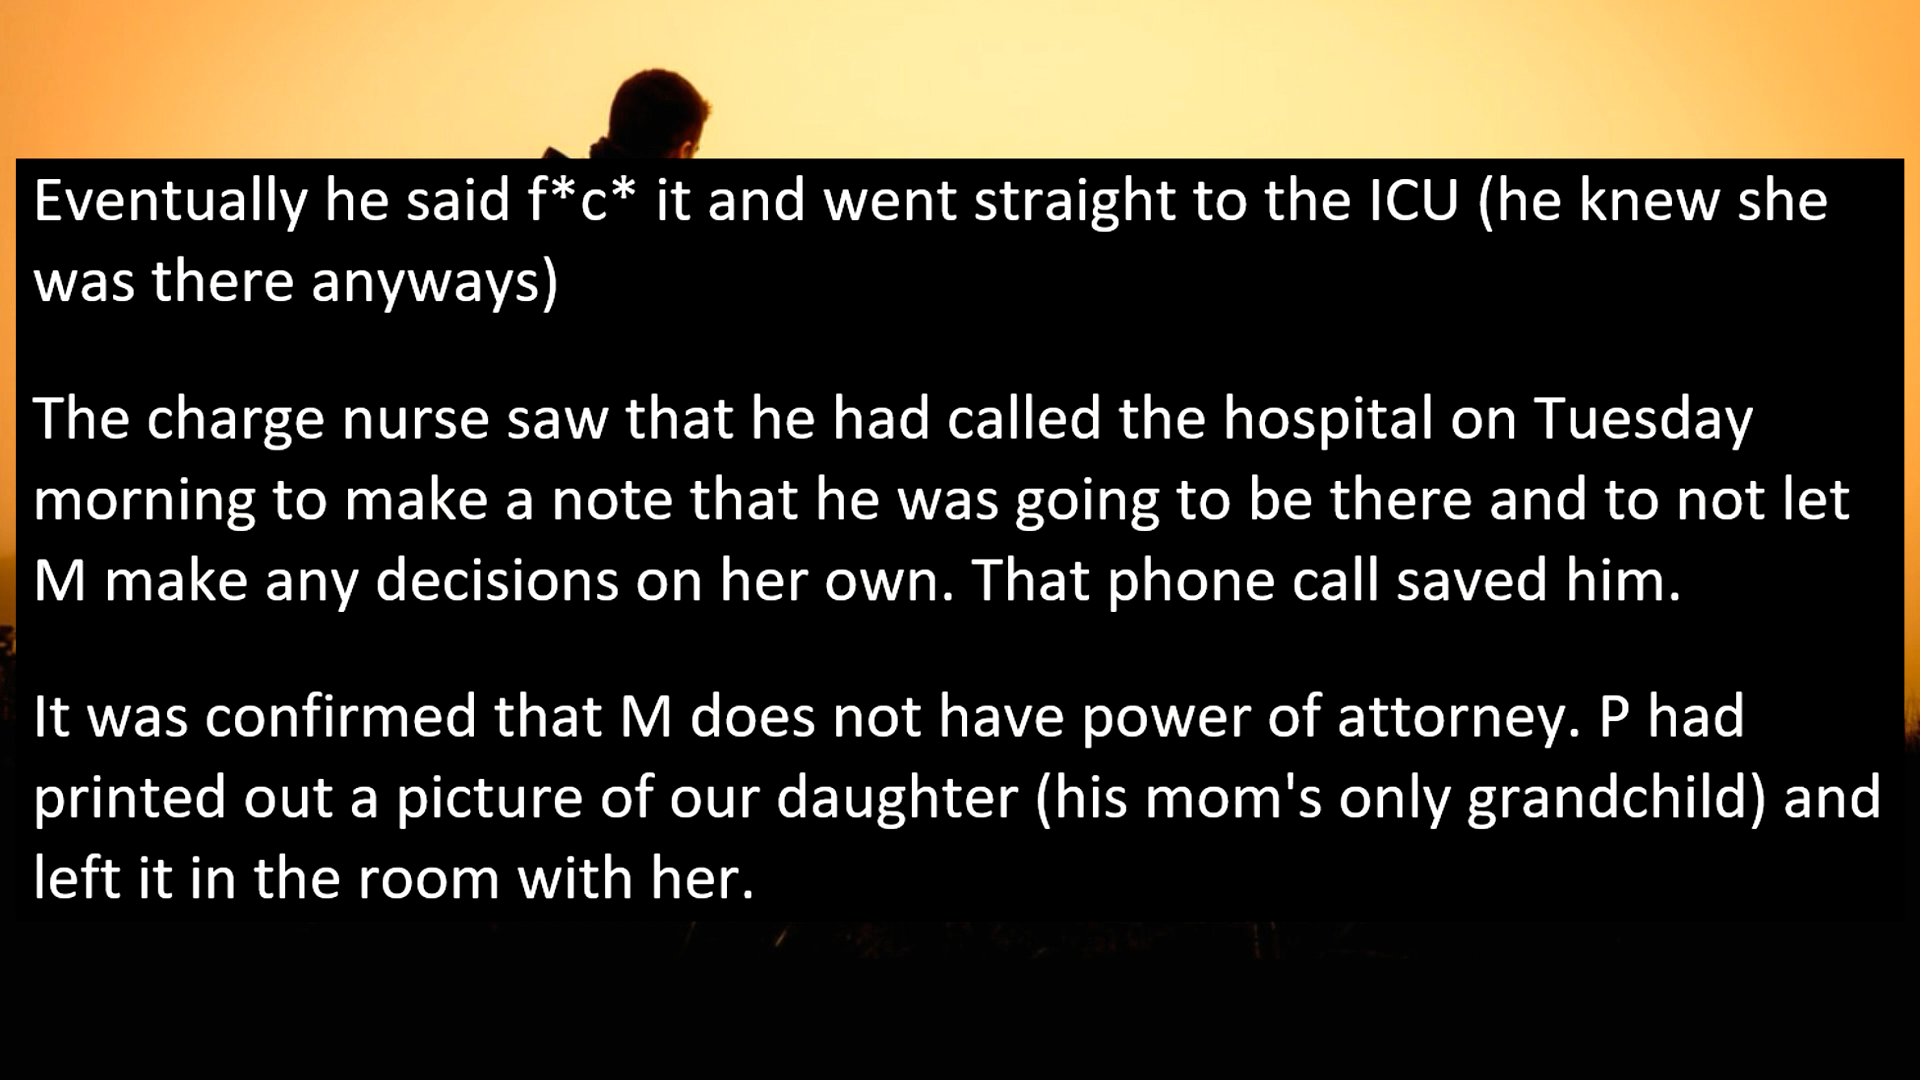 Eventually he said f*c* it and went straight to the ICU (he knew she
was there anyways)
The charge nurse saw that he had called the hospital on Tuesday
morning to make a note that he was going to be there and to not let
M make any decisions on her own. That phone call saved him.
It was confirmed that M does not have power of attorney. P had
printed out a picture of our daughter (his mom's only grandchild) and
left it in the room with her.